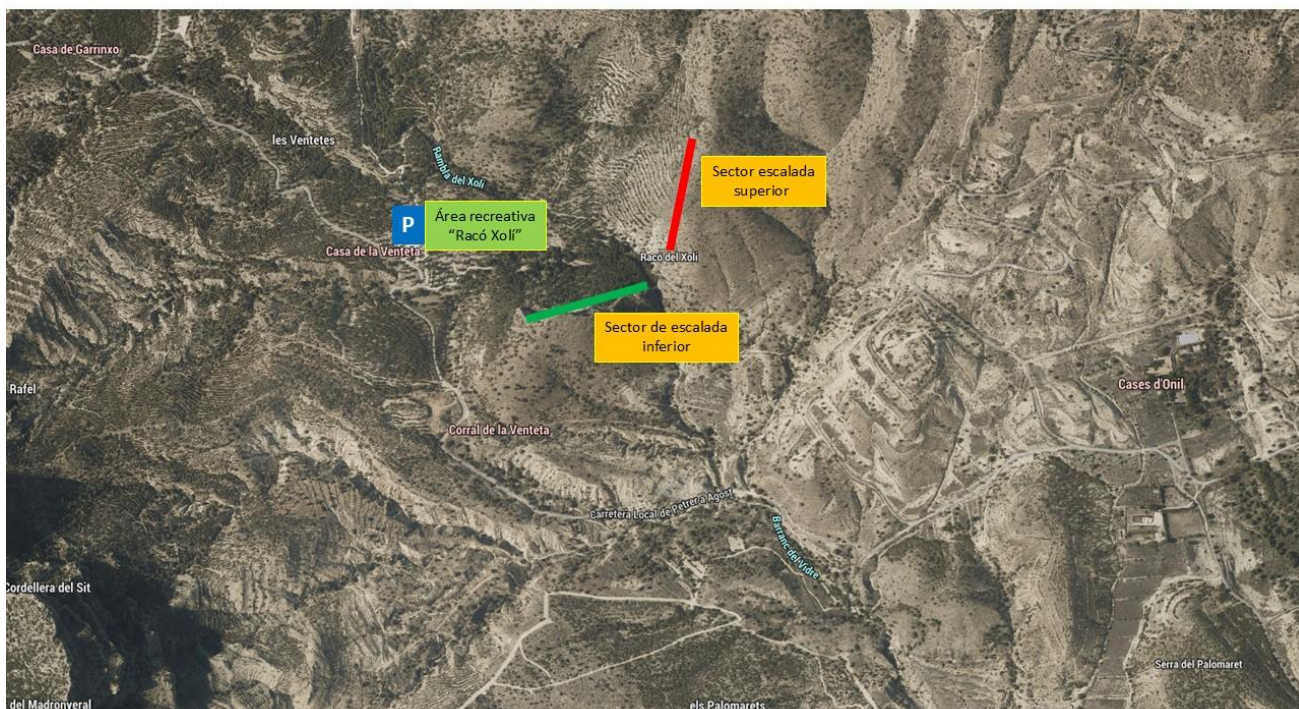 Casa de Garrinxo
les Ventetes
Rambla del Xolí
Sector escalada
superior
P
Área recreativa
“Racó Xolí”
Casa de la Venteta
Racó del Xolí
Sector de escalada
inferior
Rafel
Cases d'Onil
Corral de la Venteta
Carretera Local de Petrer a Agost
Barranc del Vidre
Cordellera del Sit
Serra del Palomaret
del Madronyeral
els Palomarets